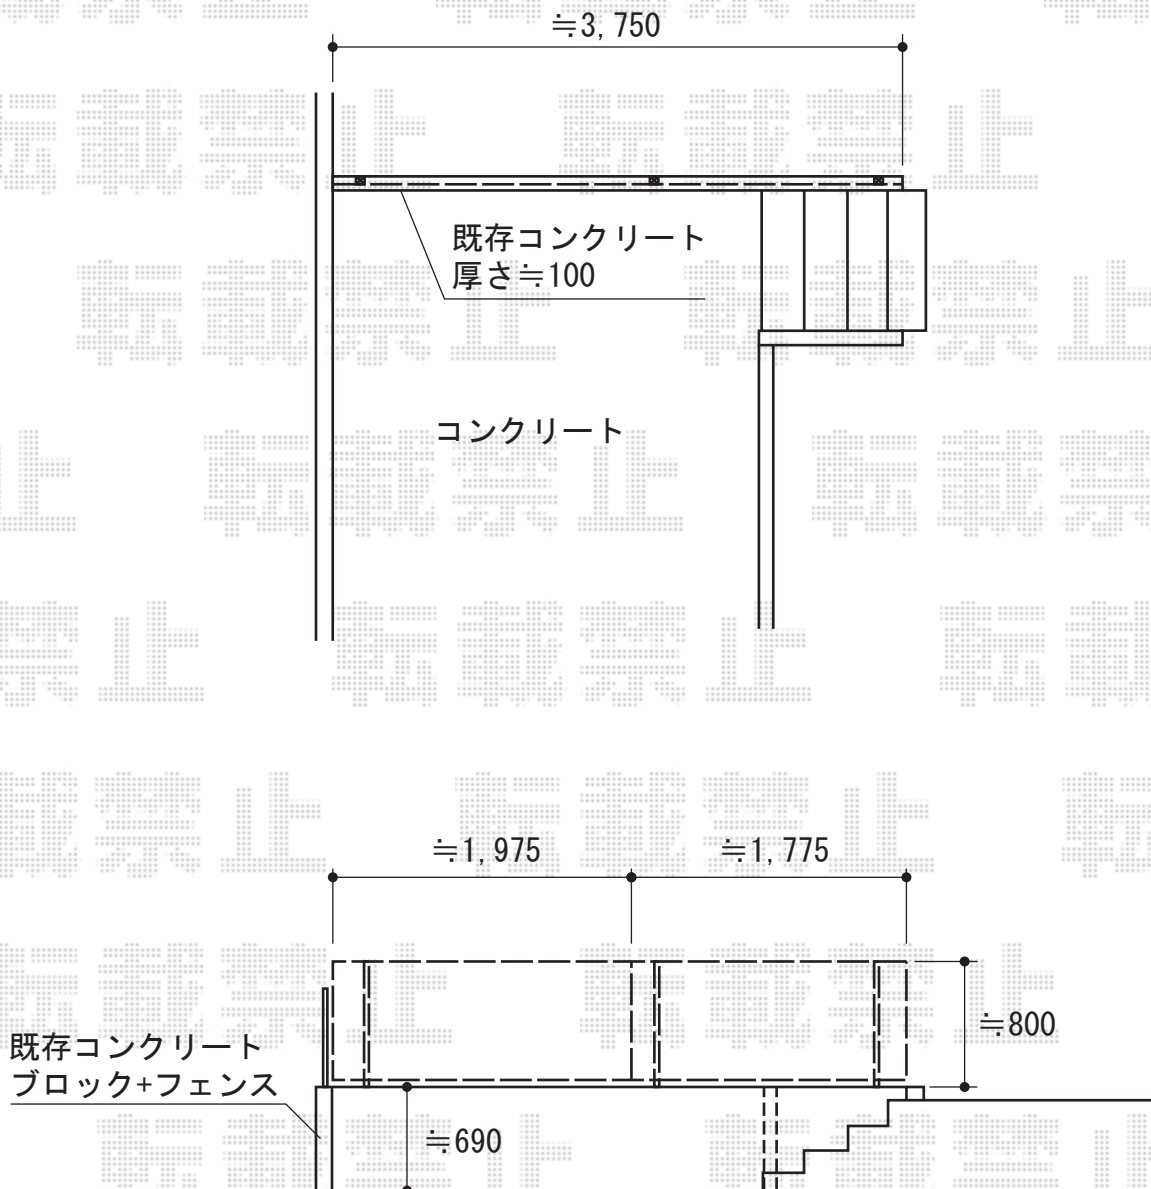 ≒3,750
既存コンクリート
厚さ≒100
コンクリート
≒1,975
≒1,775
≒800
既存コンクリート
ブロック+フェンス
≒690
転載禁止